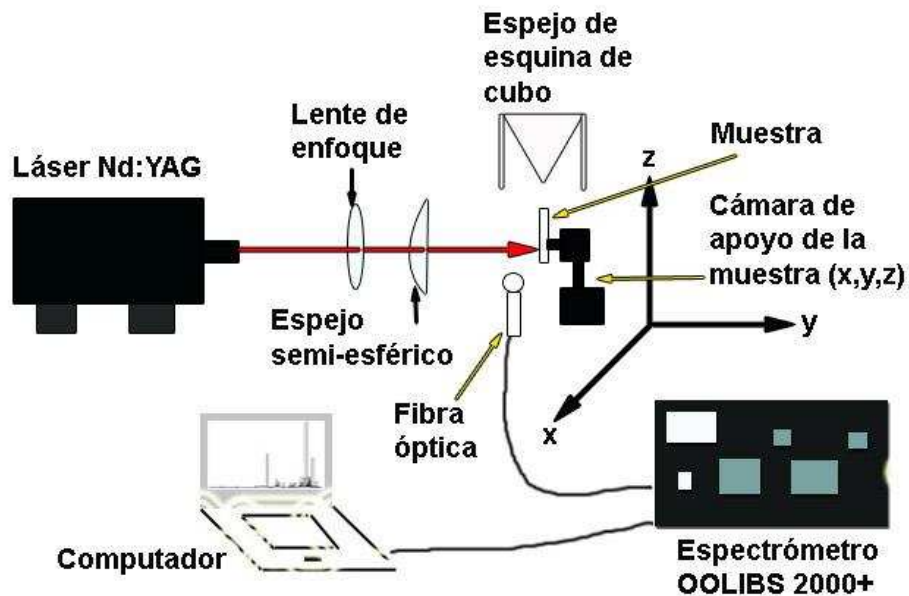 Espejo de
esquina de
cubo
Lente de
enfoque
Muestra
Láser Nd:YAG
z
Cámara de
apoyo de la
muestra (x,y,z)
y
Espejo
semi-esférico
Fibra
óptica
x
Computador
Espectrómetro
OOLIBS 2000+